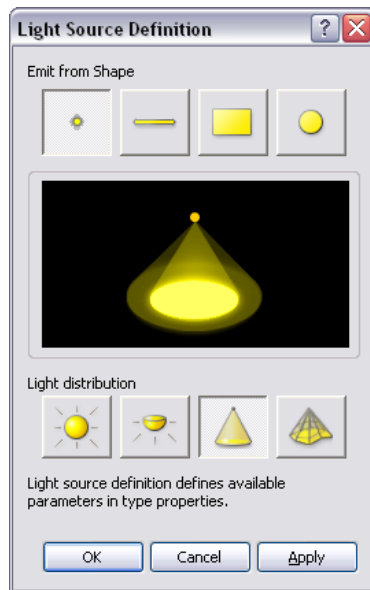 Light Source Definition
Emit from Shape
Light distribution
Light source definition defines available
parameters in type properties.
OK Cancel Apply